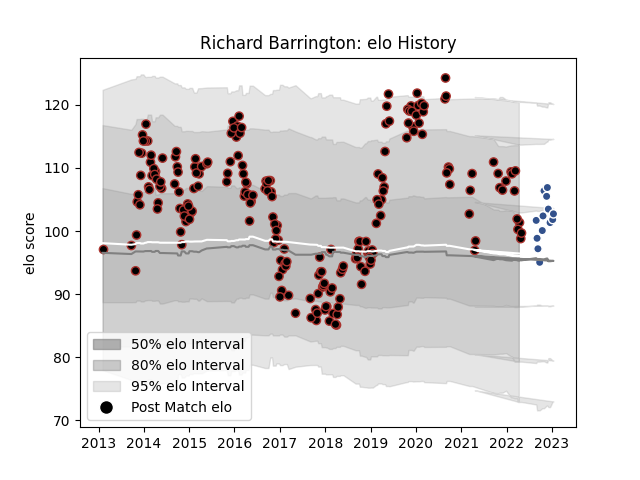 Richard Barrington: elo History
elo score
120
110
100
90
80
70
50% elo Interval
80% elo Interval
95% elo Interval
Post Match elo
2013 2014 2015 2016 2017 2018 2019 2020 2021 2022 2023